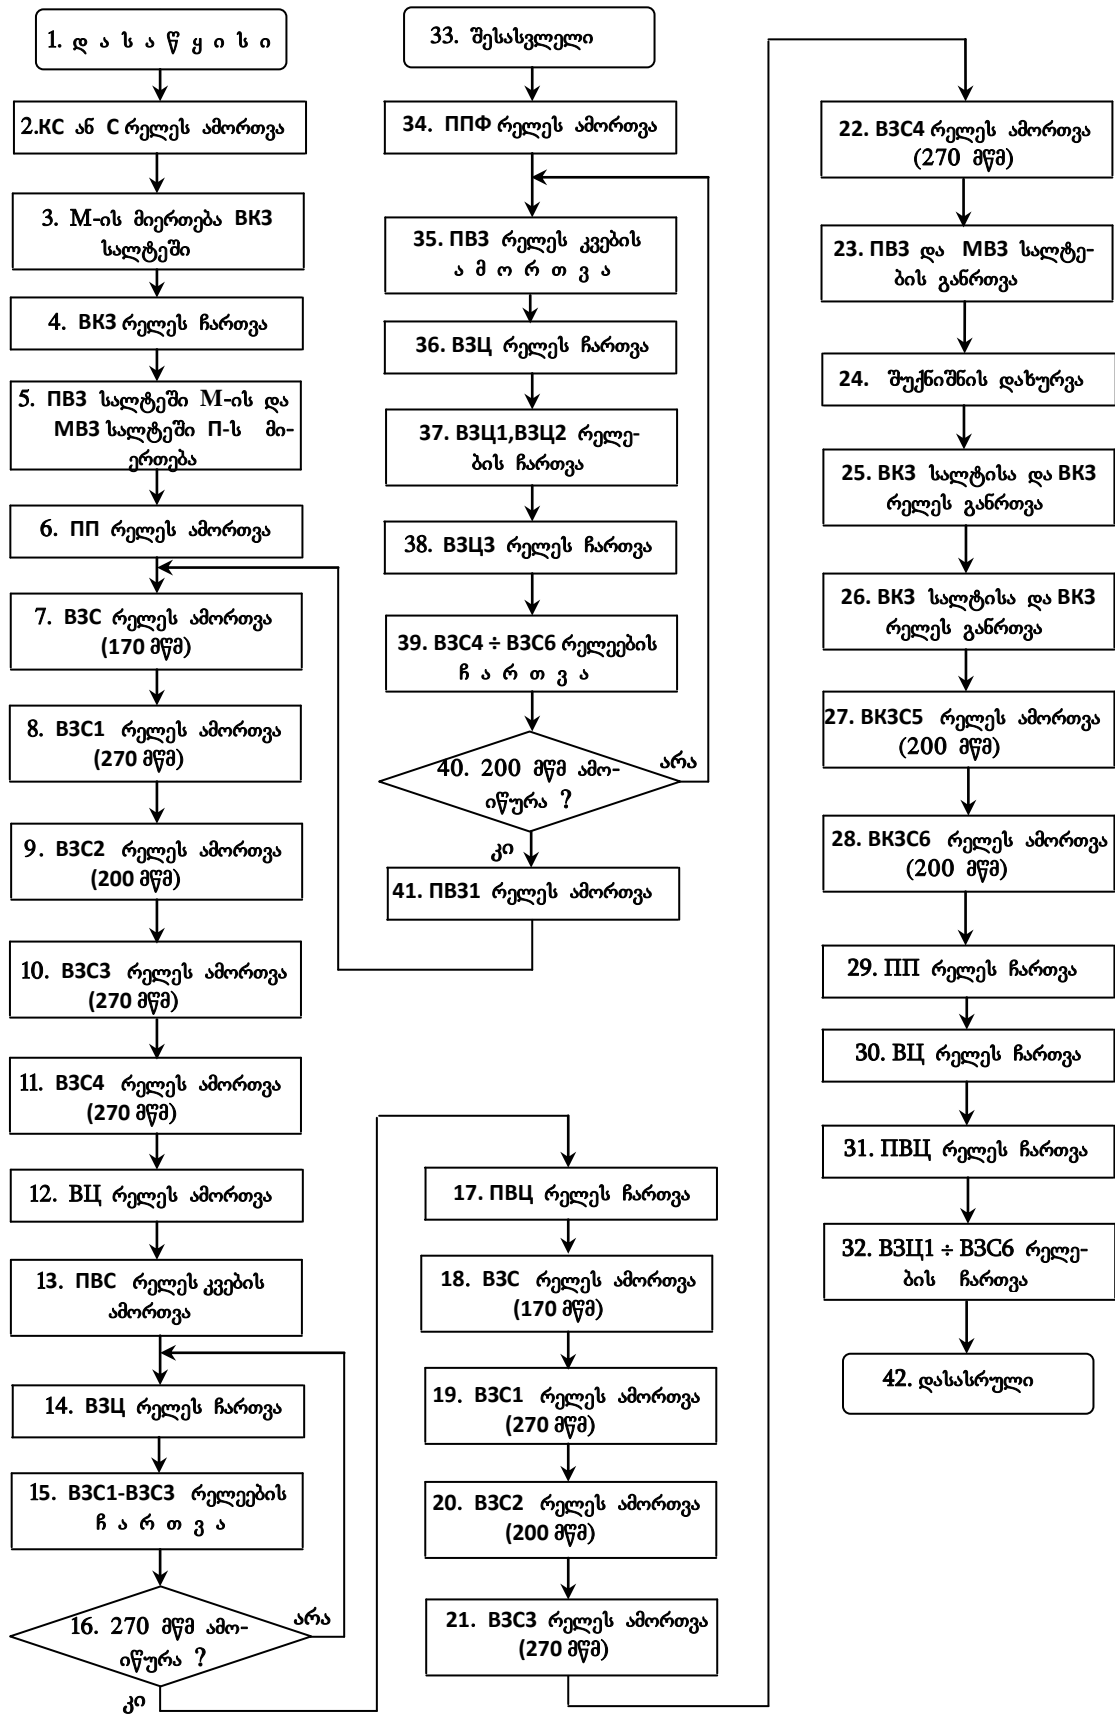 1. დ ა ს ა წ ყ ი ს ი
2.КС ან С რელეს ამორთვა
3. М-ის მიერთება ВКЗ
სალტეში
4. ВКЗ რელეს ჩართვა
5. ПВЗ სალტეში М-ის და
МВЗ სალტეში П-ს მი-
ერთება
6. ПП რელეს ამორთვა
7. ВЗС რელეს ამორთვა
(170 მწმ)
8. ВЗС1 რელეს ამორთვა
(270 მწმ)
9. ВЗС2 რელეს ამორთვა
(200 მწმ)
10. ВЗС3 რელეს ამორთვა
(270 მწმ)
11. ВЗС4 რელეს ამორთვა
(270 მწმ)
12. ВЦ რელეს ამორთვა
13. ПВС რელეს კვების
ამორთვა
14. ВЗЦ რელეს ჩართვა
15. ВЗС1-ВЗС3 რელეების
ჩ ა რ თ ვ ა
16. 270 მწმ ამო-
იწურა ?
არა
კი
33. შესასვლელი
34. ППФ რელეს ამორთვა
35. ПВЗ რელეს კვების
ა მ ო რ თ ვ ა
36. ВЗЦ რელეს ჩართვა
37. ВЗЦ1,ВЗЦ2 რელე-
ბის ჩართვა
38. ВЗЦ3 რელეს ჩართვა
39. ВЗС4 ÷ ВЗС6 რელეების
ჩ ა რ თ ვ ა
40. 200 მწმ ამო-
იწურა ?
არა
კი
41. ПВЗ1 რელეს ამორთვა
17. ПВЦ რელეს ჩართვა
18. ВЗС რელეს ამორთვა
(170 მწმ)
19. ВЗС1 რელეს ამორთვა
(270 მწმ)
20. ВЗС2 რელეს ამორთვა
(200 მწმ)
21. ВЗС3 რელეს ამორთვა
(270 მწმ)
22. ВЗС4 რელეს ამორთვა
(270 მწმ)
23. ПВЗ და МВЗ სალტე-
ბის განრთვა
24. შუქნიშნის დახურვა
25. ВКЗ სალტისა და ВКЗ
რელეს განრთვა
26. ВКЗ სალტისა და ВКЗ
რელეს განრთვა
27. ВКЗС5 რელეს ამორთვა
(200 მწმ)
28. ВКЗС6 რელეს ამორთვა
(200 მწმ)
29. ПП რელეს ჩართვა
30. ВЦ რელეს ჩართვა
31. ПВЦ რელეს ჩართვა
32. ВЗЦ1 ÷ ВЗС6 რელე-
ბის ჩართვა
42. დასასრული